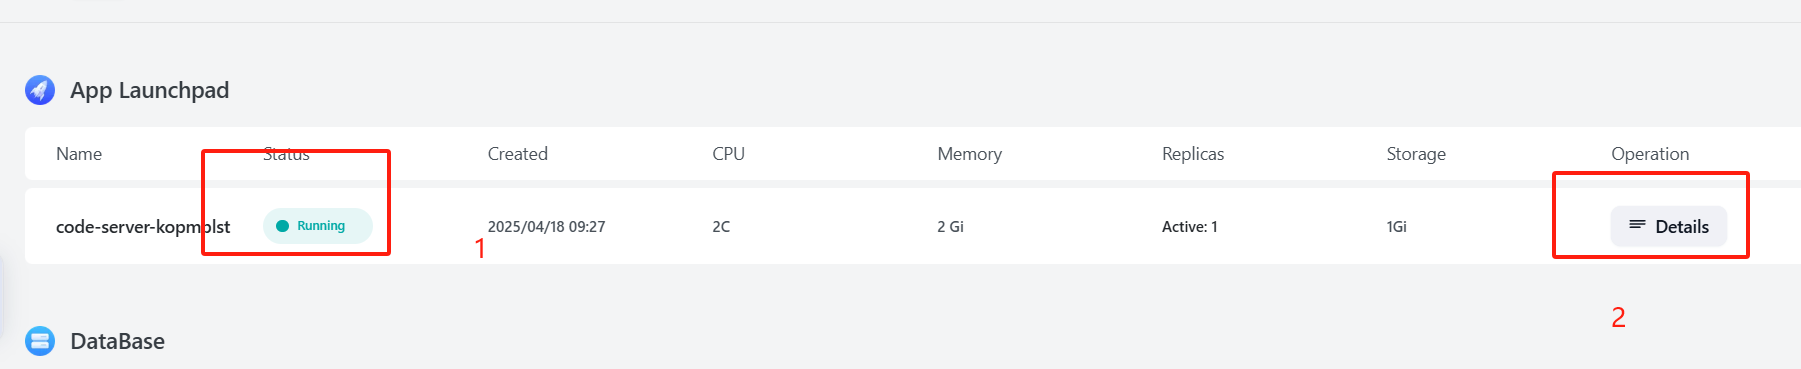 App Launchpad
Name Status Created CPU Memory Replicas Storage Operation
code-server-kopmblst Running 2025/04/18 09:27 2C 2 Gi Active: 1 1Gi Details
1
2
DataBase